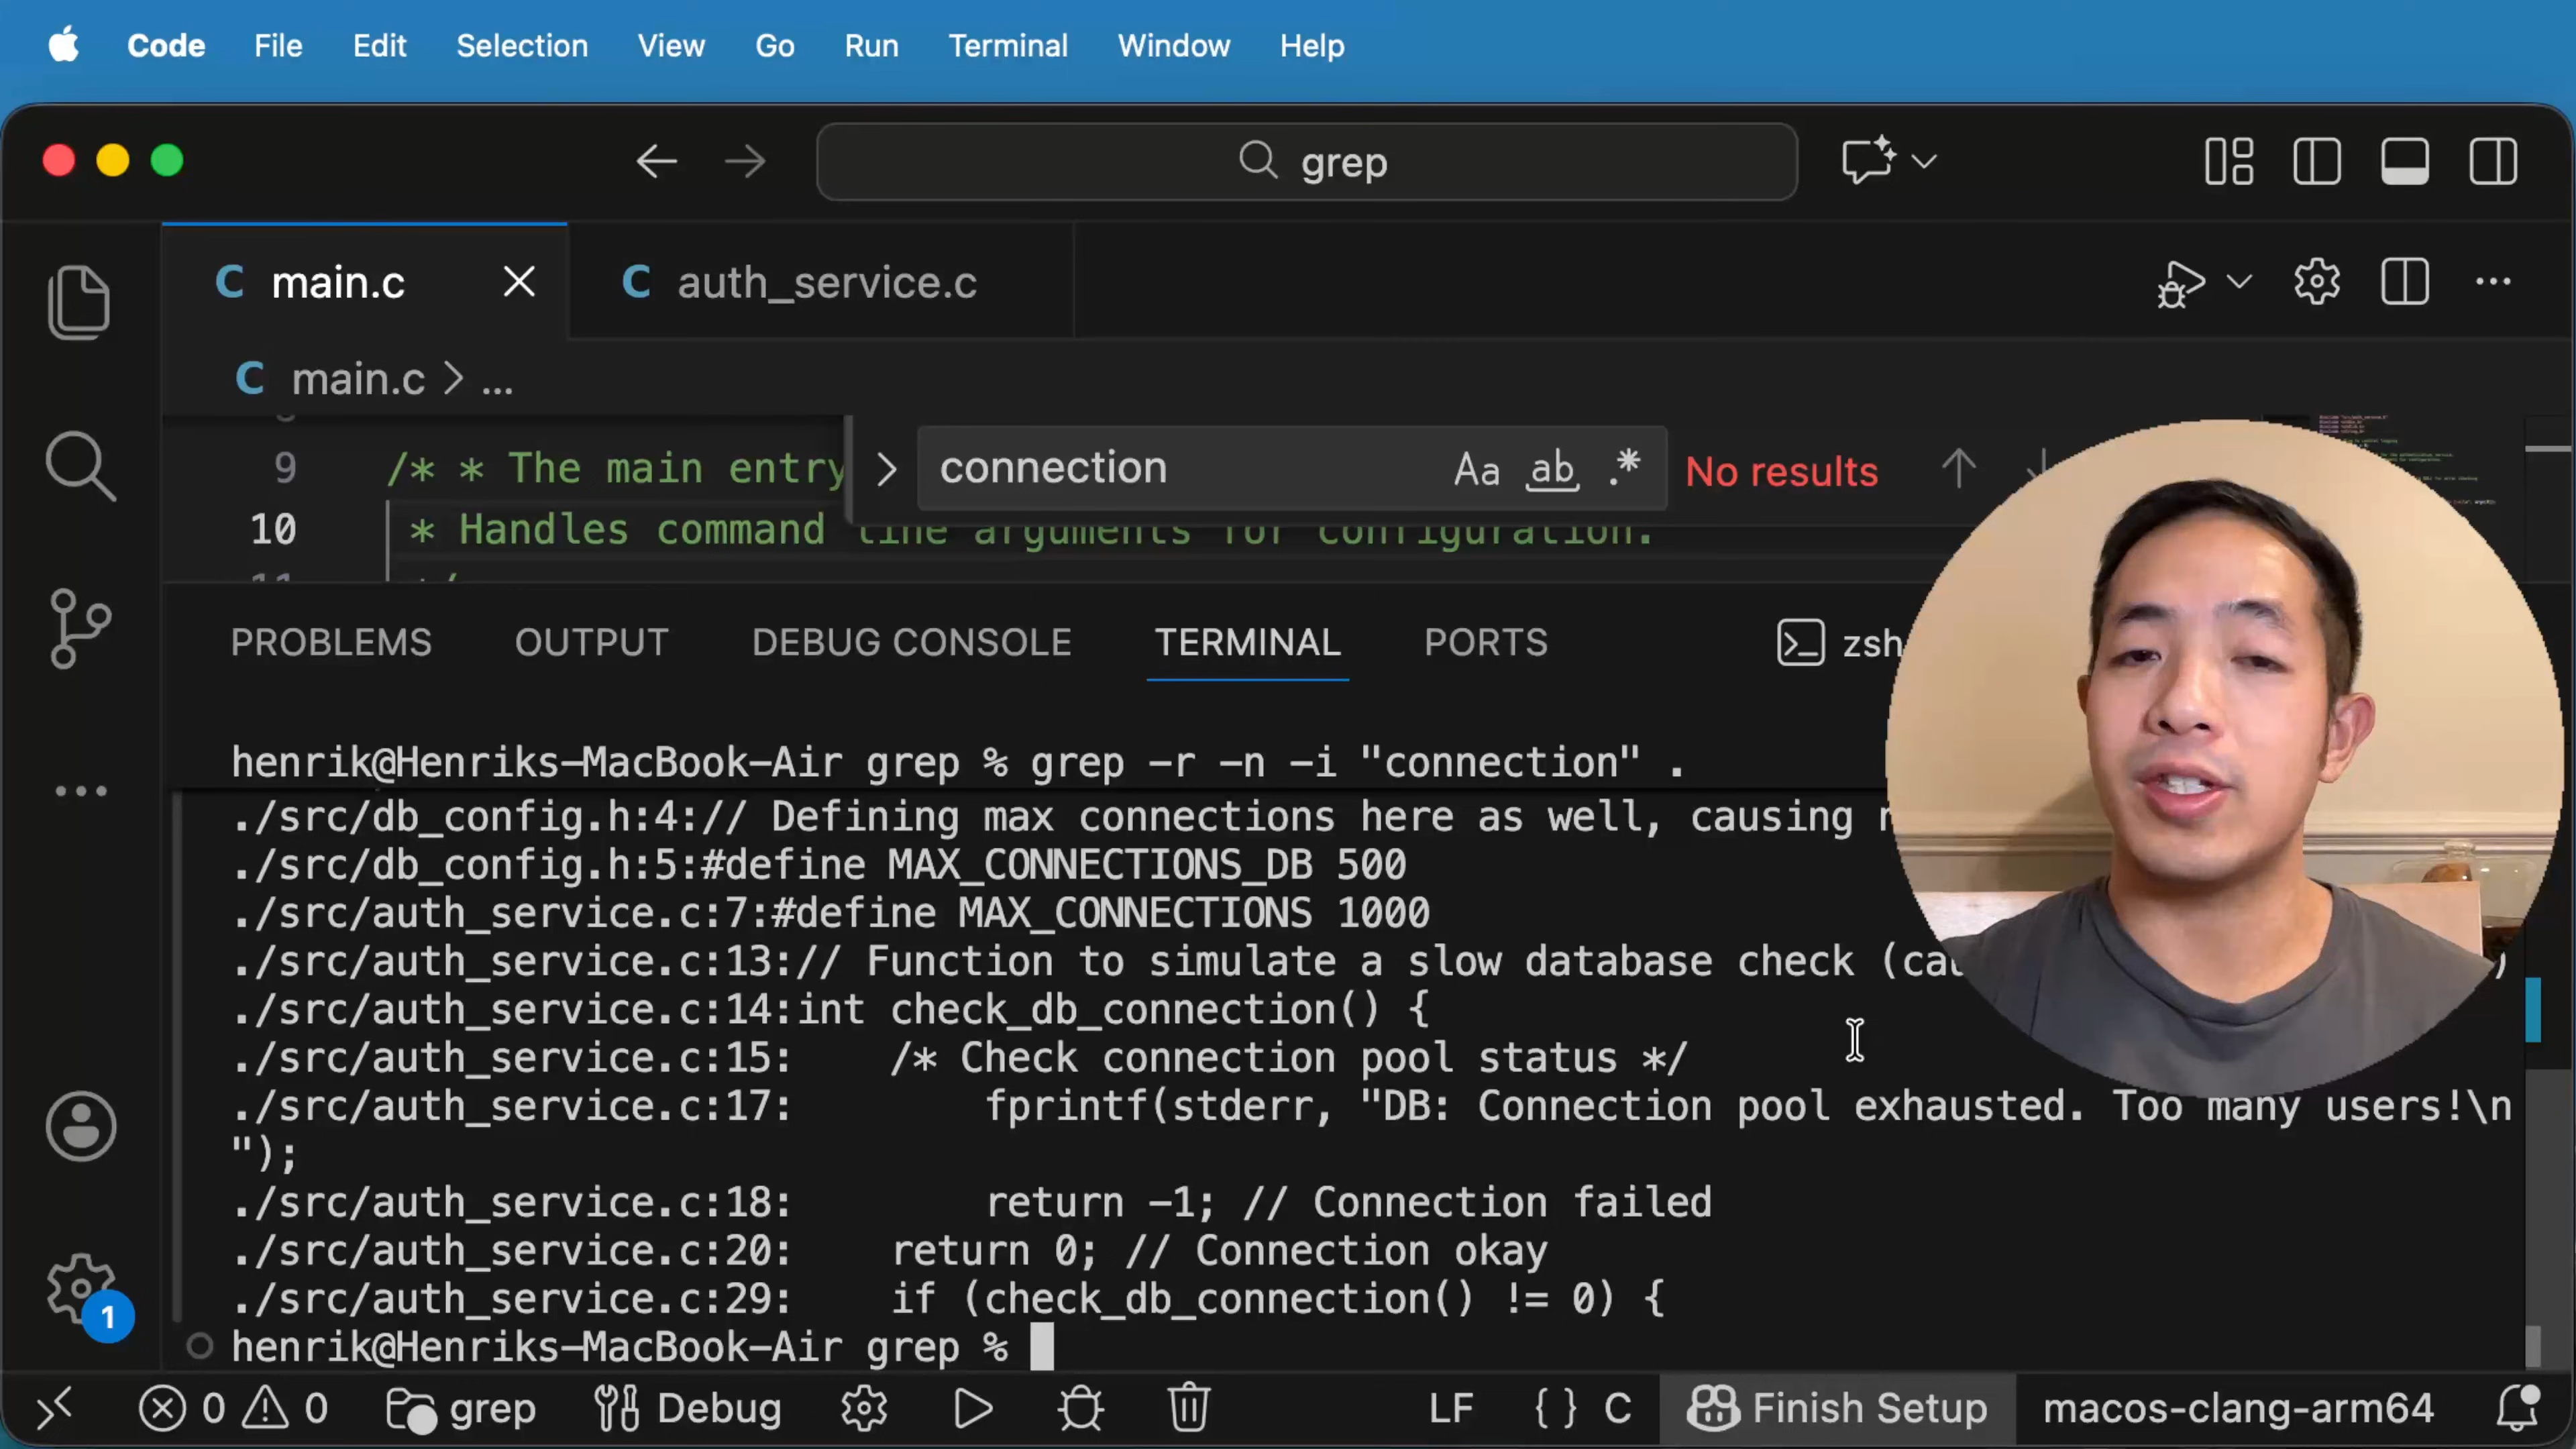 Code File Edit Selection View Go Run Terminal Window Help
grep
C main.c C auth_service.c
C main.c > ...
9 /* * The main entry
connection Aa ab .* No results
10 * Handles command line arguments for configuration.
11 */
PROBLEMS OUTPUT DEBUG CONSOLE TERMINAL PORTS zsh
henrik@Henriks-MacBook-Air grep % grep -r -n -i "connection" .
./src/db_config.h:4:// Defining max connections here as well, causing
./src/db_config.h:5:#define MAX_CONNECTIONS_DB 500
./src/auth_service.c:7:#define MAX_CONNECTIONS 1000
./src/auth_service.c:13:// Function to simulate a slow database check
./src/auth_service.c:14:int check_db_connection() {
./src/auth_service.c:15: /* Check connection pool status */
./src/auth_service.c:17: fprintf(stderr, "DB: Connection pool exhausted. Too many users!\n
");
./src/auth_service.c:18: return -1; // Connection failed
./src/auth_service.c:20: return 0; // Connection okay
./src/auth_service.c:29: if (check_db_connection() != 0) {
henrik@Henriks-MacBook-Air grep %
1
0 0 grep Debug LF { } C Finish Setup macos-clang-arm64